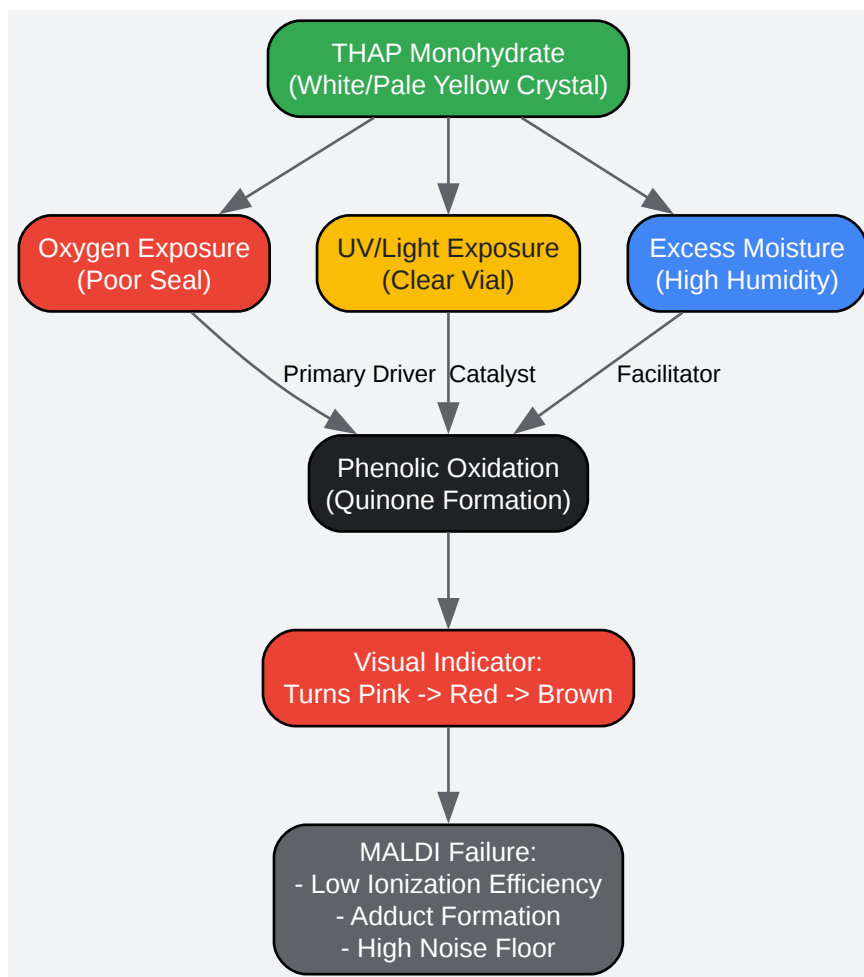 THAP Monohydrate
(White/Pale Yellow Crystal)
Oxygen Exposure
(Poor Seal)
UV/Light Exposure
(Clear Vial)
Excess Moisture
(High Humidity)
Primary Driver
Catalyst
Facilitator
Phenolic Oxidation
(Quinone Formation)
Visual Indicator:
Turns Pink -> Red -> Brown
MALDI Failure:
- Low Ionization Efficiency
- Adduct Formation
- High Noise Floor